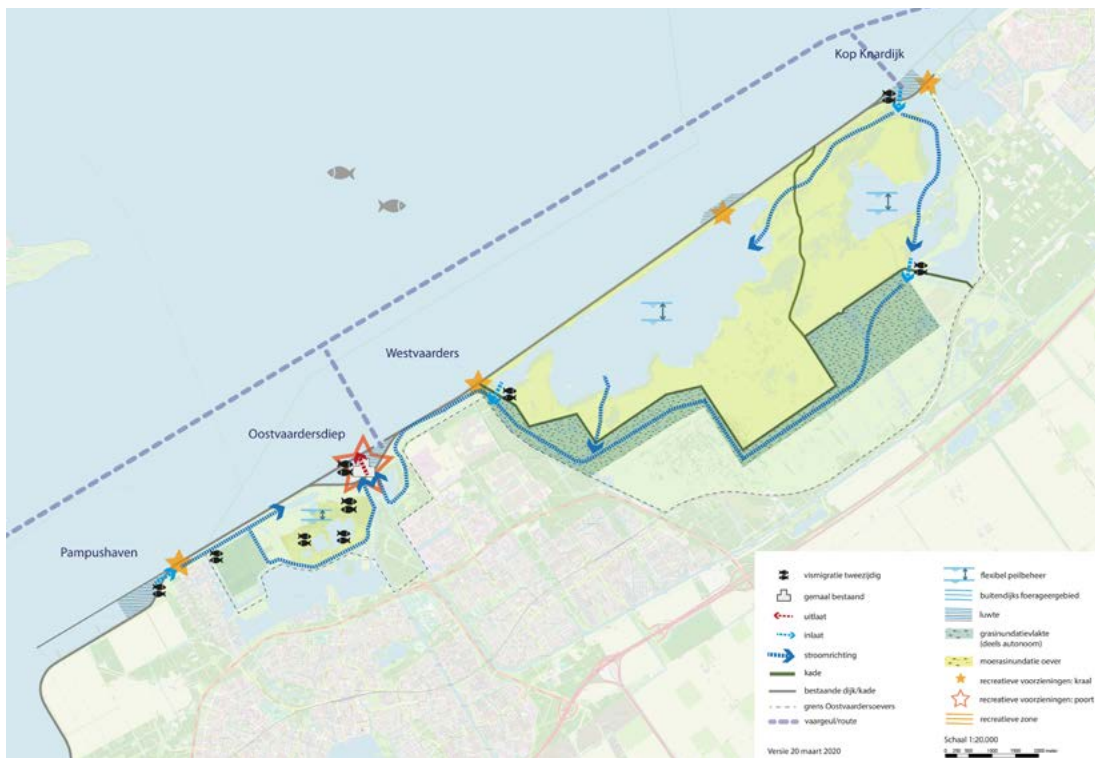 Kop Knardijk
Westvaarders
Oostvaardersdiep
Pampushaven
vismigratie tweezijdig
gemaal bestaand
uitlaat
inlaat
stroomrichting
kade
bestaande dijk/kade
grens Oostvaardersoevers
vaargeul/route
Versie 20 maart 2020
flexibel peilbeheer
buitendijks foerageergebied
luwte
grasinundatievlakte
(deels autonoom)
moerasinundatie oever
recreatieve voorzieningen: kraal
recreatieve voorzieningen: poort
recreatieve zone
Schaal 1:20.000